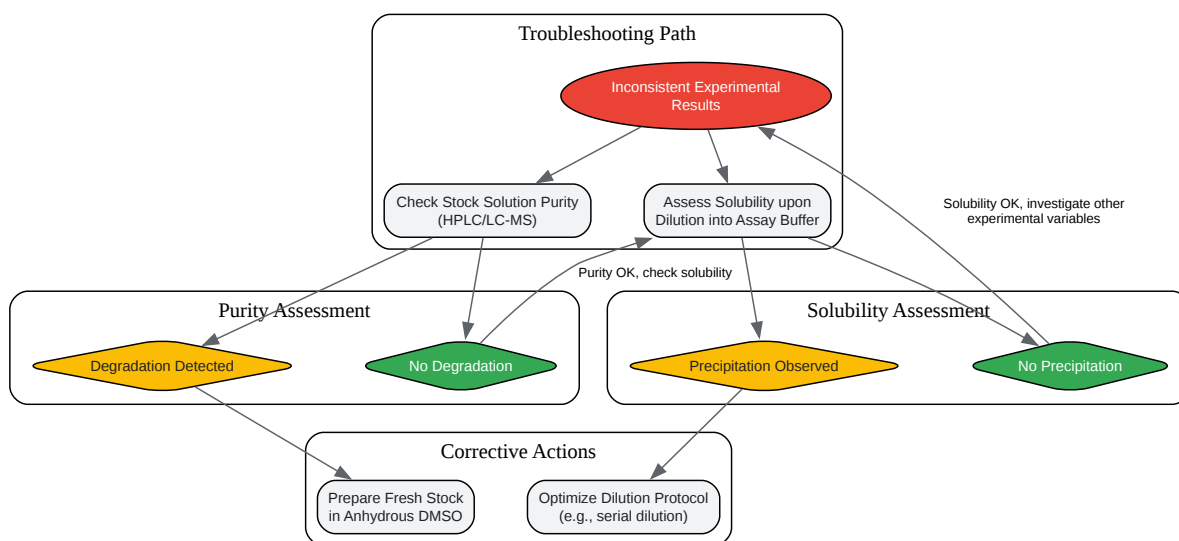 Troubleshooting Path
Inconsistent Experimental
Results
Check Stock Solution Purity
(HPLC/LC-MS)
Assess Solubility upon
Dilution into Assay Buffer
Solubility OK, investigate other
experimental variables
Purity OK, check solubility
Purity Assessment
Solubility Assessment
Degradation Detected
No Degradation
Precipitation Observed
No Precipitation
Corrective Actions
Prepare Fresh Stock
in Anhydrous DMSO
Optimize Dilution Protocol
(e.g., serial dilution)